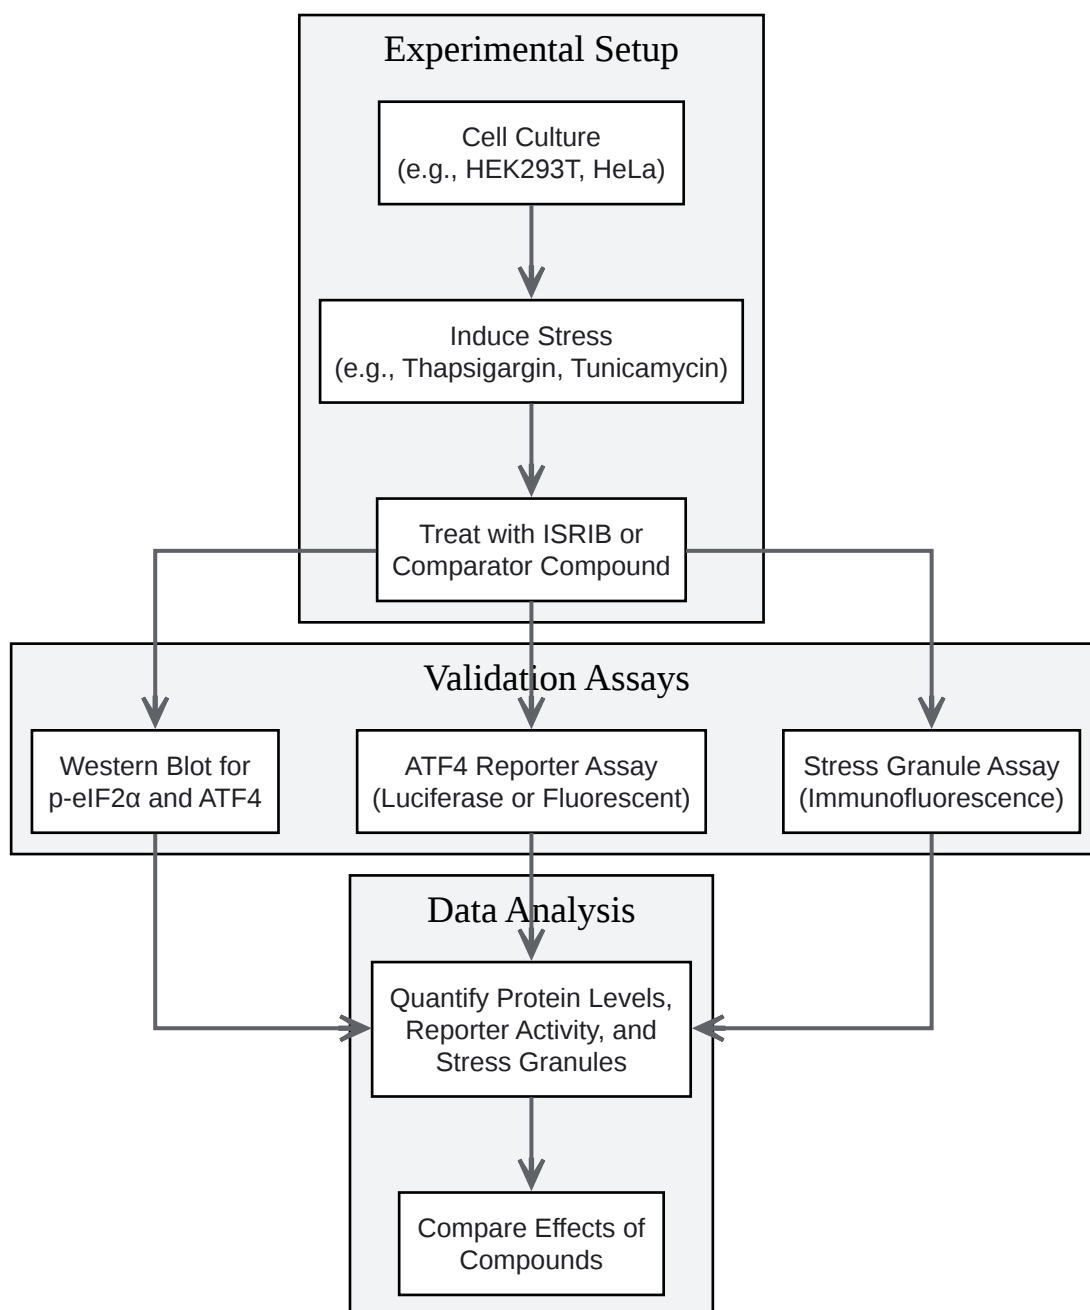 Experimental Setup
Cell Culture
(e.g., HEK293T, HeLa)
Induce Stress
(e.g., Thapsigargin, Tunicamycin)
Treat with ISRIB or
Comparator Compound
Validation Assays
Western Blot for
p-eIF2α and ATF4
ATF4 Reporter Assay
(Luciferase or Fluorescent)
Stress Granule Assay
(Immunofluorescence)
Data Analysis
Quantify Protein Levels,
Reporter Activity, and
Stress Granules
Compare Effects of
Compounds